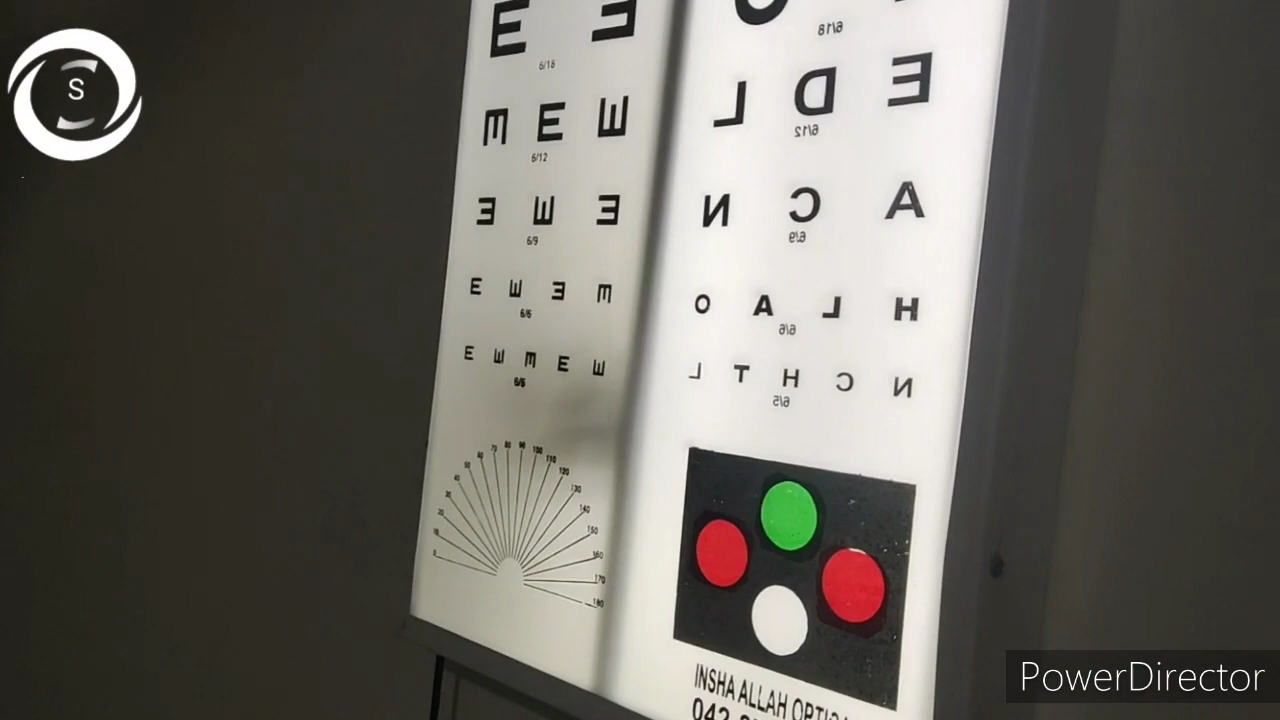 S
6/18
6/12
6/9
6/6
6/5
0 10 20 30 40 50 60 70 80 90 100 110 120 130 140 150 160 170 180
6/18
E D L
6/12
A C N
6/9
H L A O
6/6
N C H T L
6/5
INSHA ALLAH
042
PowerDirector